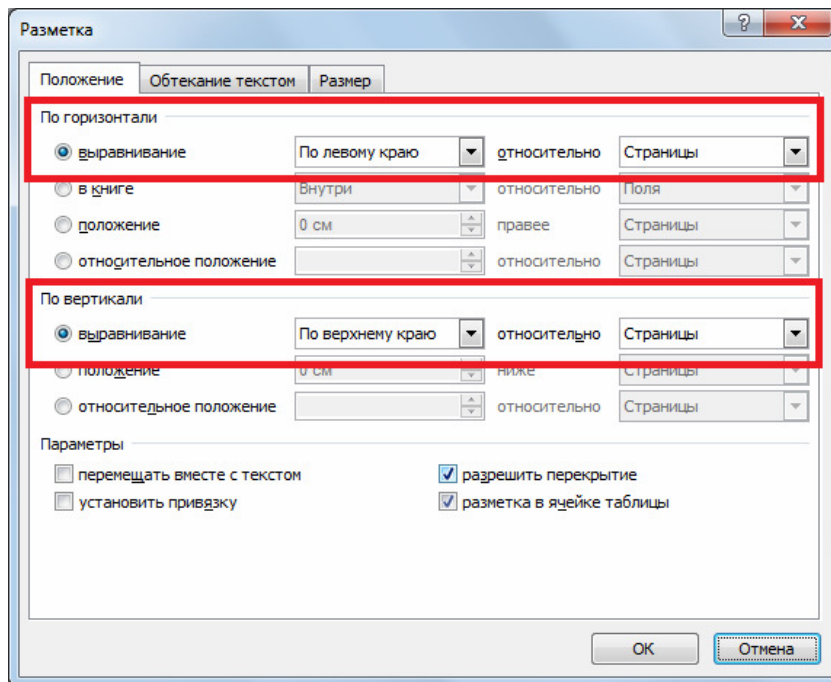 Разметка
Положение Обтекание текстом Размер
По горизонтали
выравнивание По левому краю относительно Страницы
в книге Внутри относительно Поля
положение 0 см правее Страницы
относительное положение относительно Страницы
По вертикали
выравнивание По верхнему краю относительно Страницы
положение 0 см ниже Страницы
относительное положение относительно Страницы
Параметры
перемещать вместе с текстом разрешить перекрытие
установить привязку разметка в ячейке таблицы
ОК Отмена